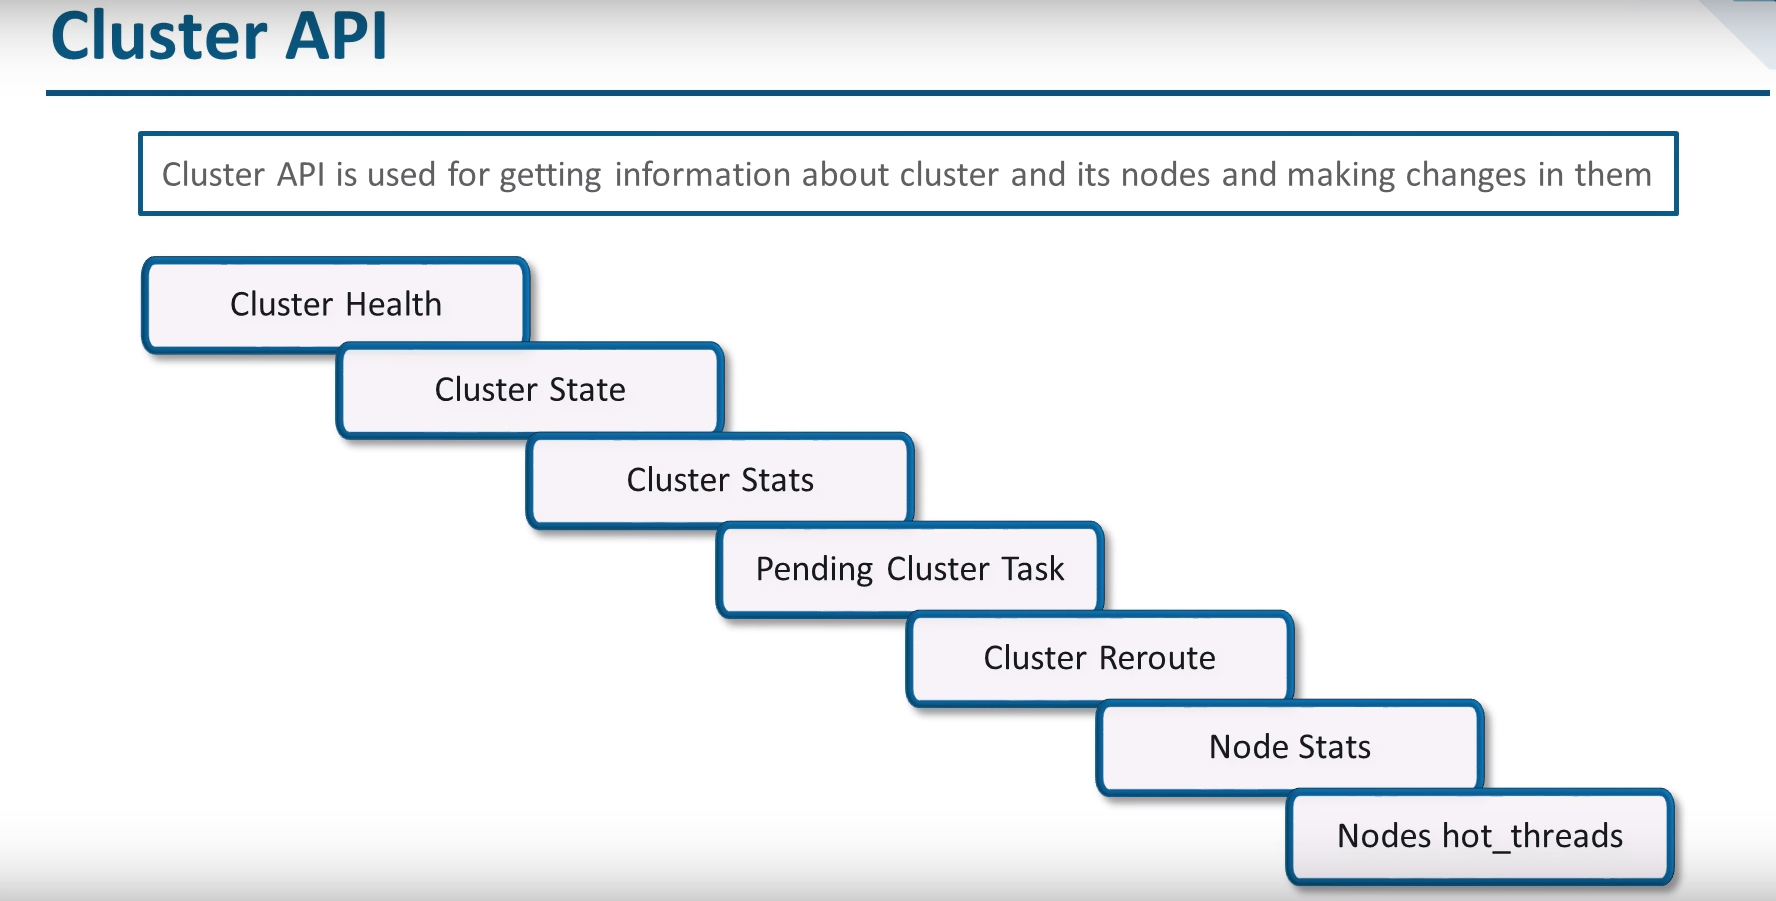 Cluster API
Cluster API is used for getting information about cluster and its nodes and making changes in them
Cluster Health
Cluster State
Cluster Stats
Pending Cluster Task
Cluster Reroute
Node Stats
Nodes hot_threads